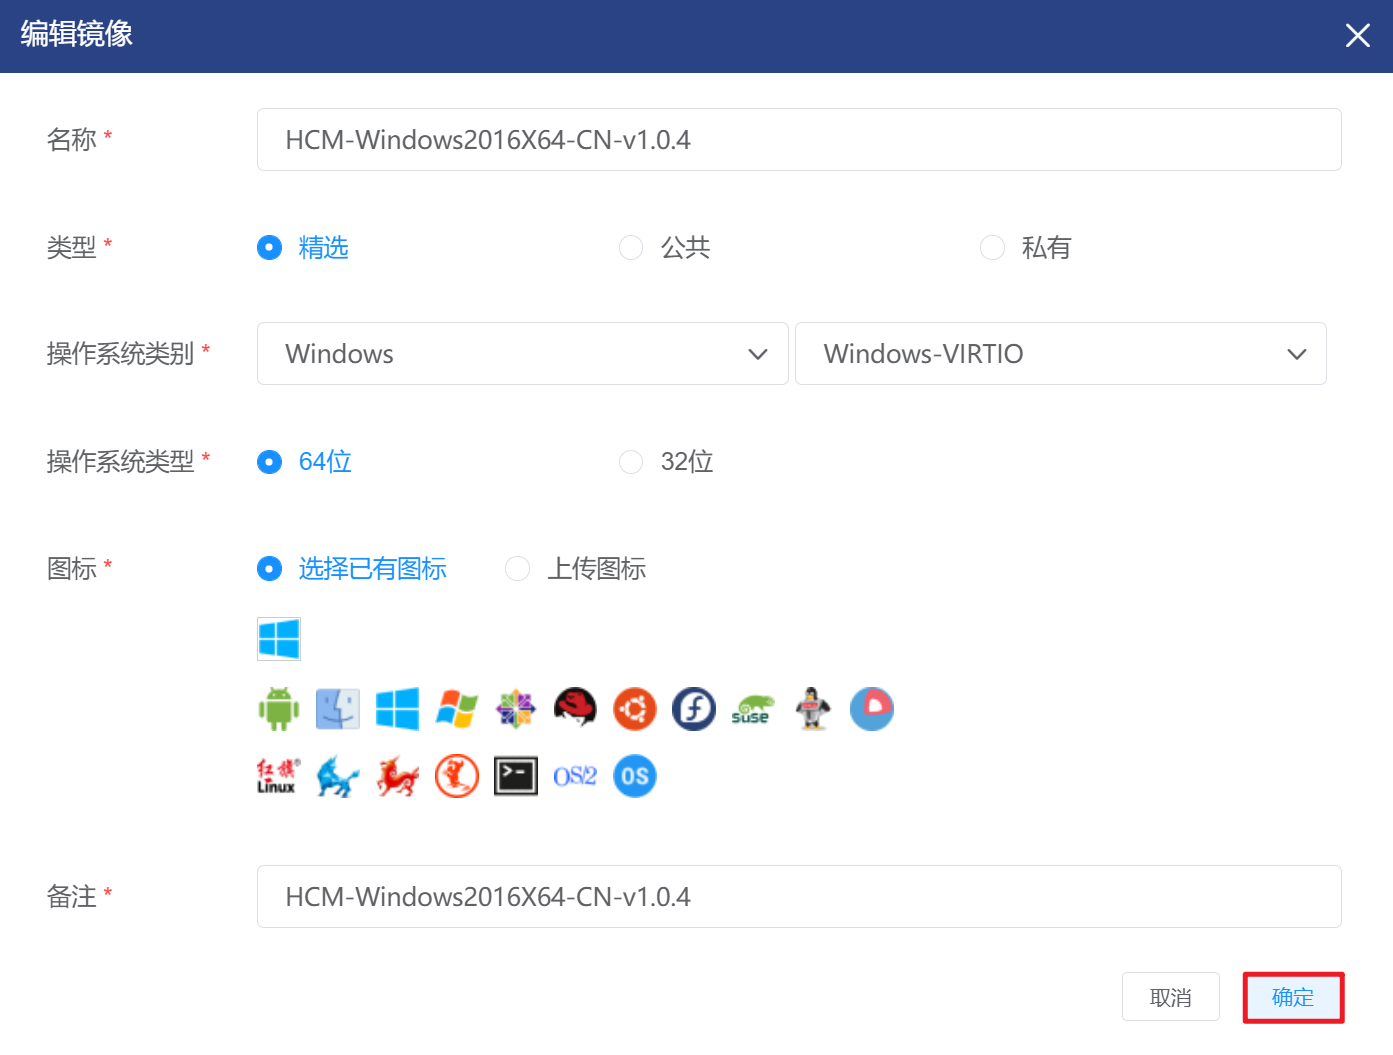 编辑镜像
名称 *
HCM-Windows2016X64-CN-v1.0.4
类型 *
精选
公共
私有
操作系统类别 *
Windows
Windows-VIRTIO
操作系统类型 *
64位
32位
图标 *
选择已有图标
上传图标
SUSE
红旗®
Linux
>-
OS/2
OS
备注 *
HCM-Windows2016X64-CN-v1.0.4
取消
确定